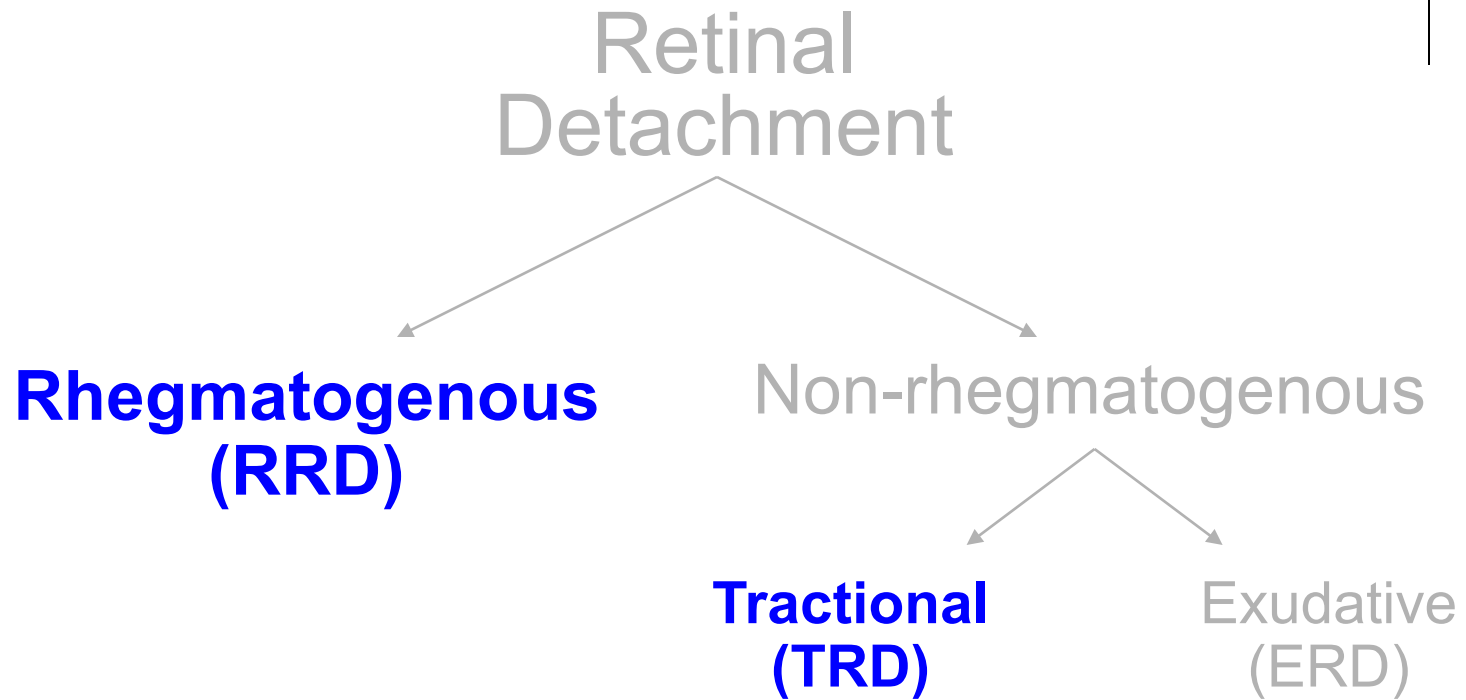 Retinal
Detachment
Rhegmatogenous
(RRD)
Non-rhegmatogenous
Tractional
(TRD)
Exudative
(ERD)